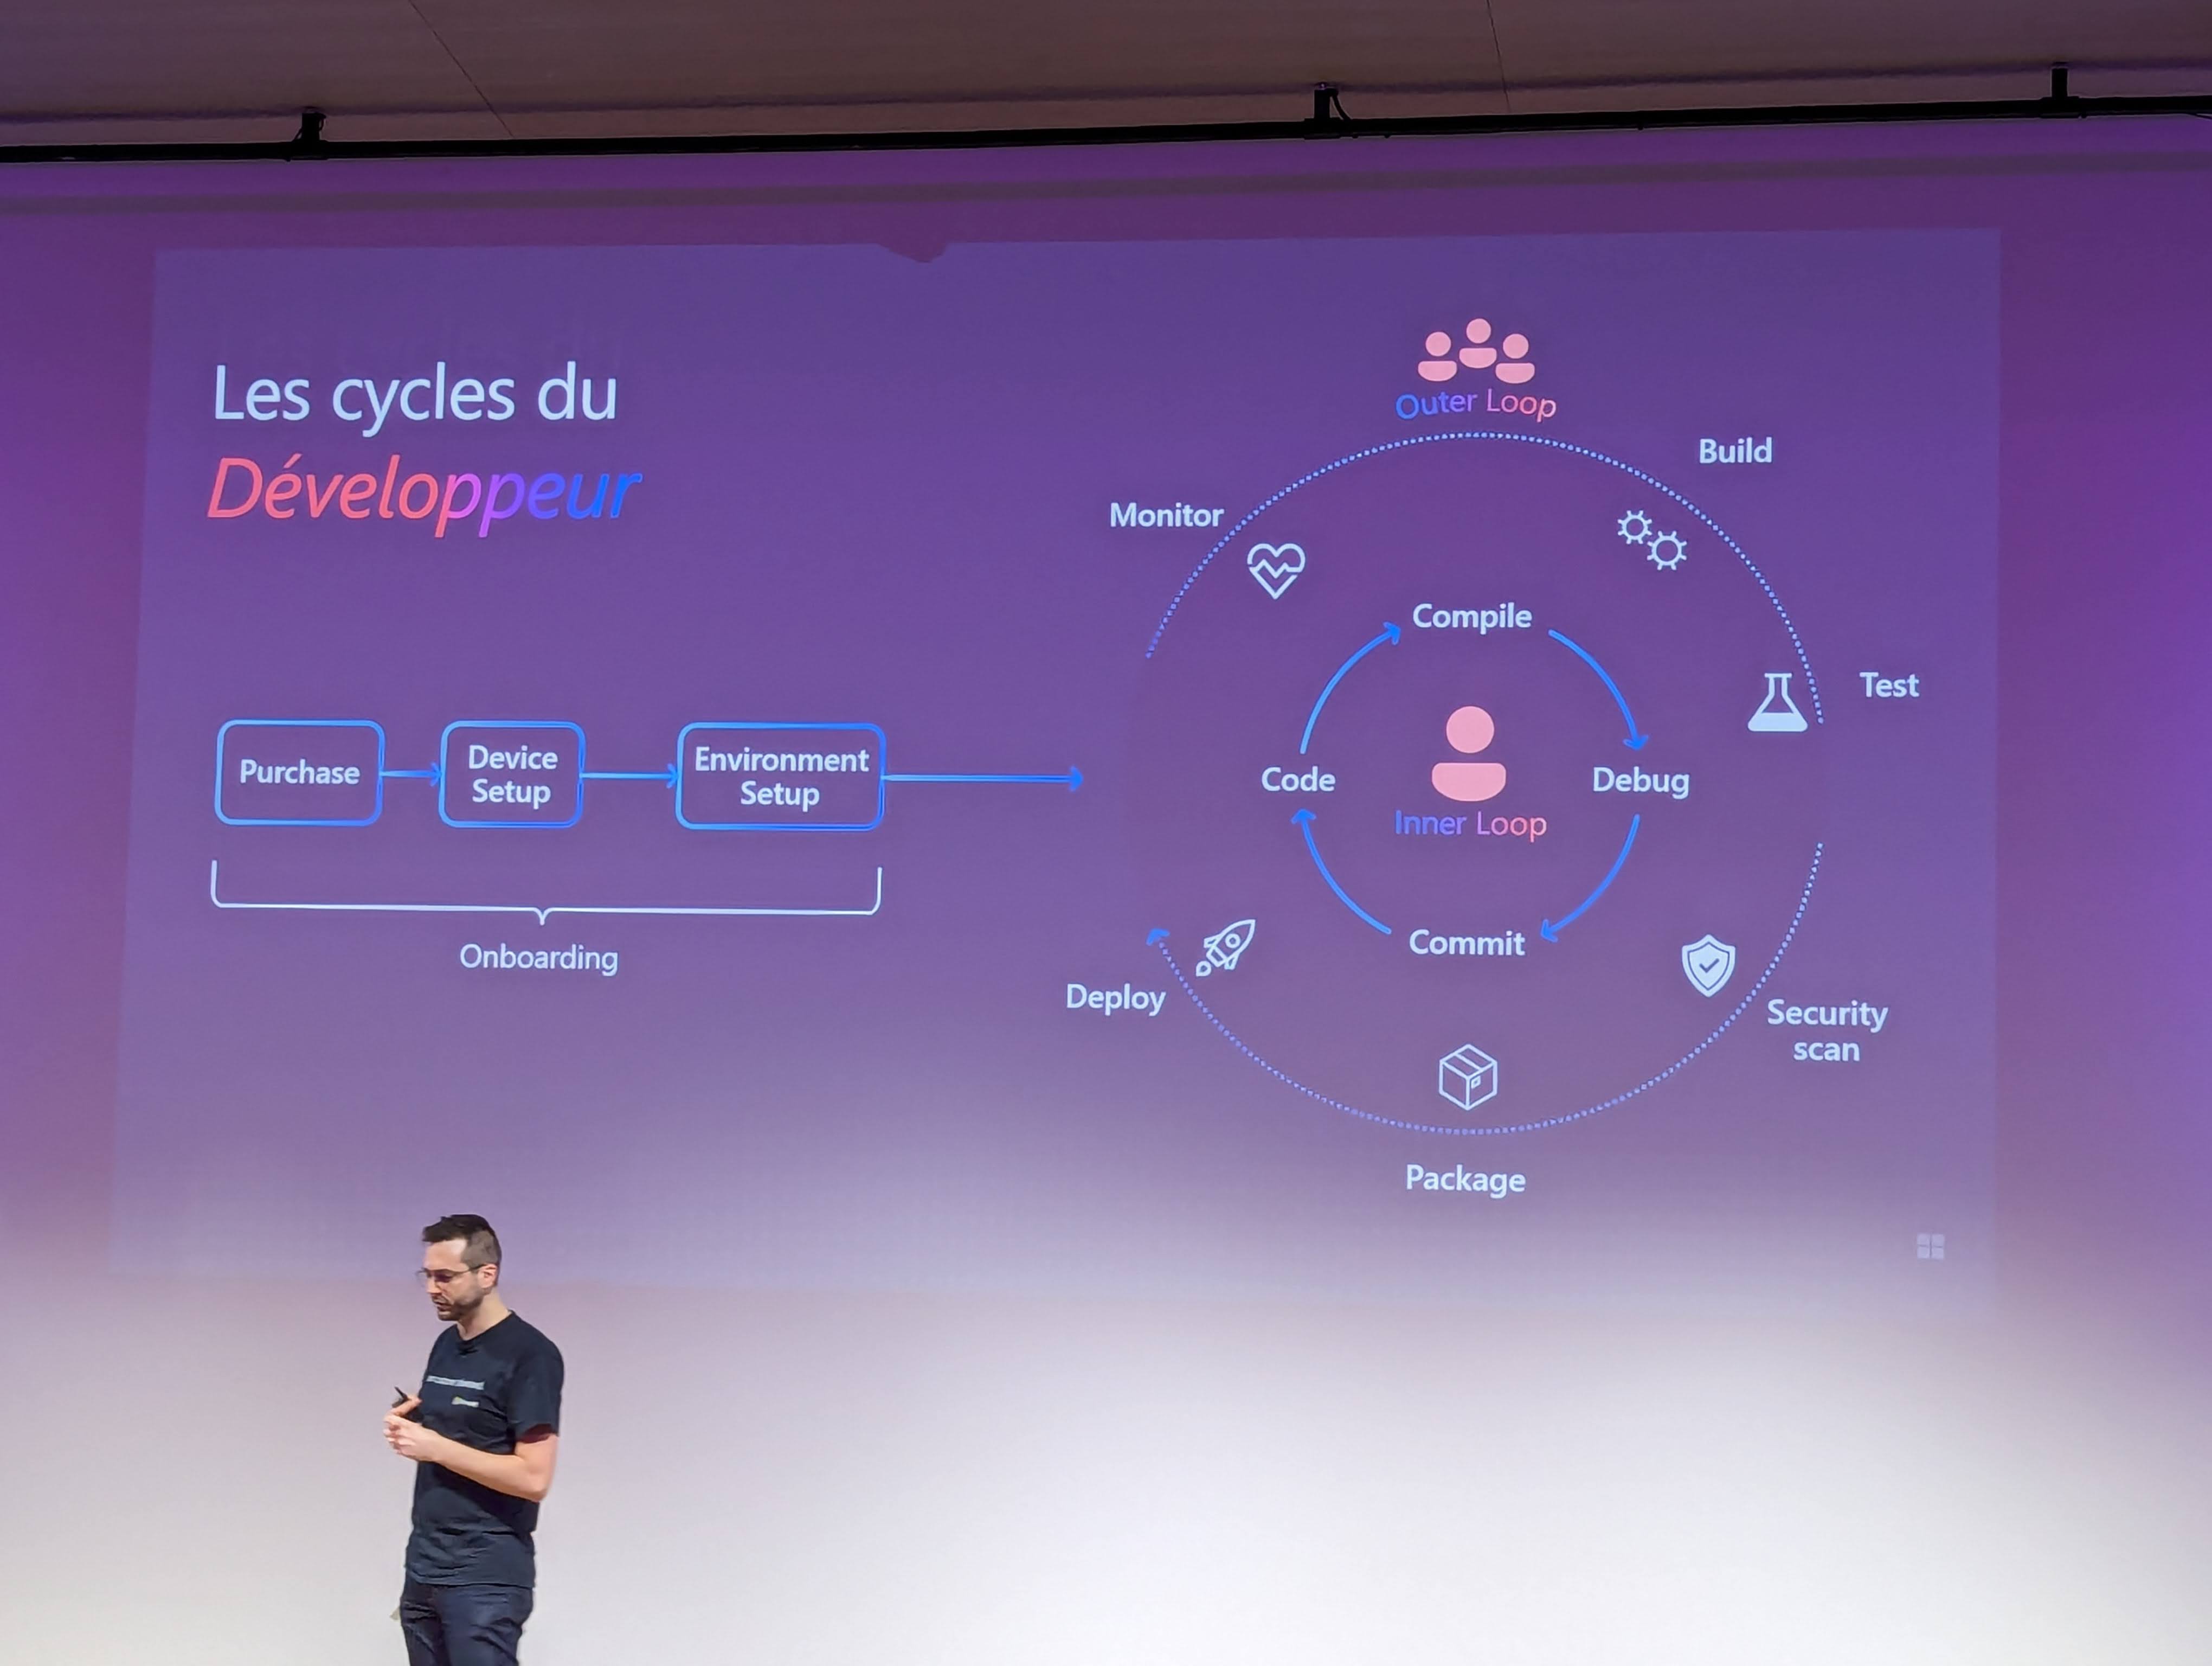 Les cycles du
Développeur
Purchase
Device
Setup
Environment
Setup
Onboarding
Outer Loop
Build
Monitor
Test
Compile
Code
Debug
Inner Loop
Commit
Deploy
Security
scan
Package